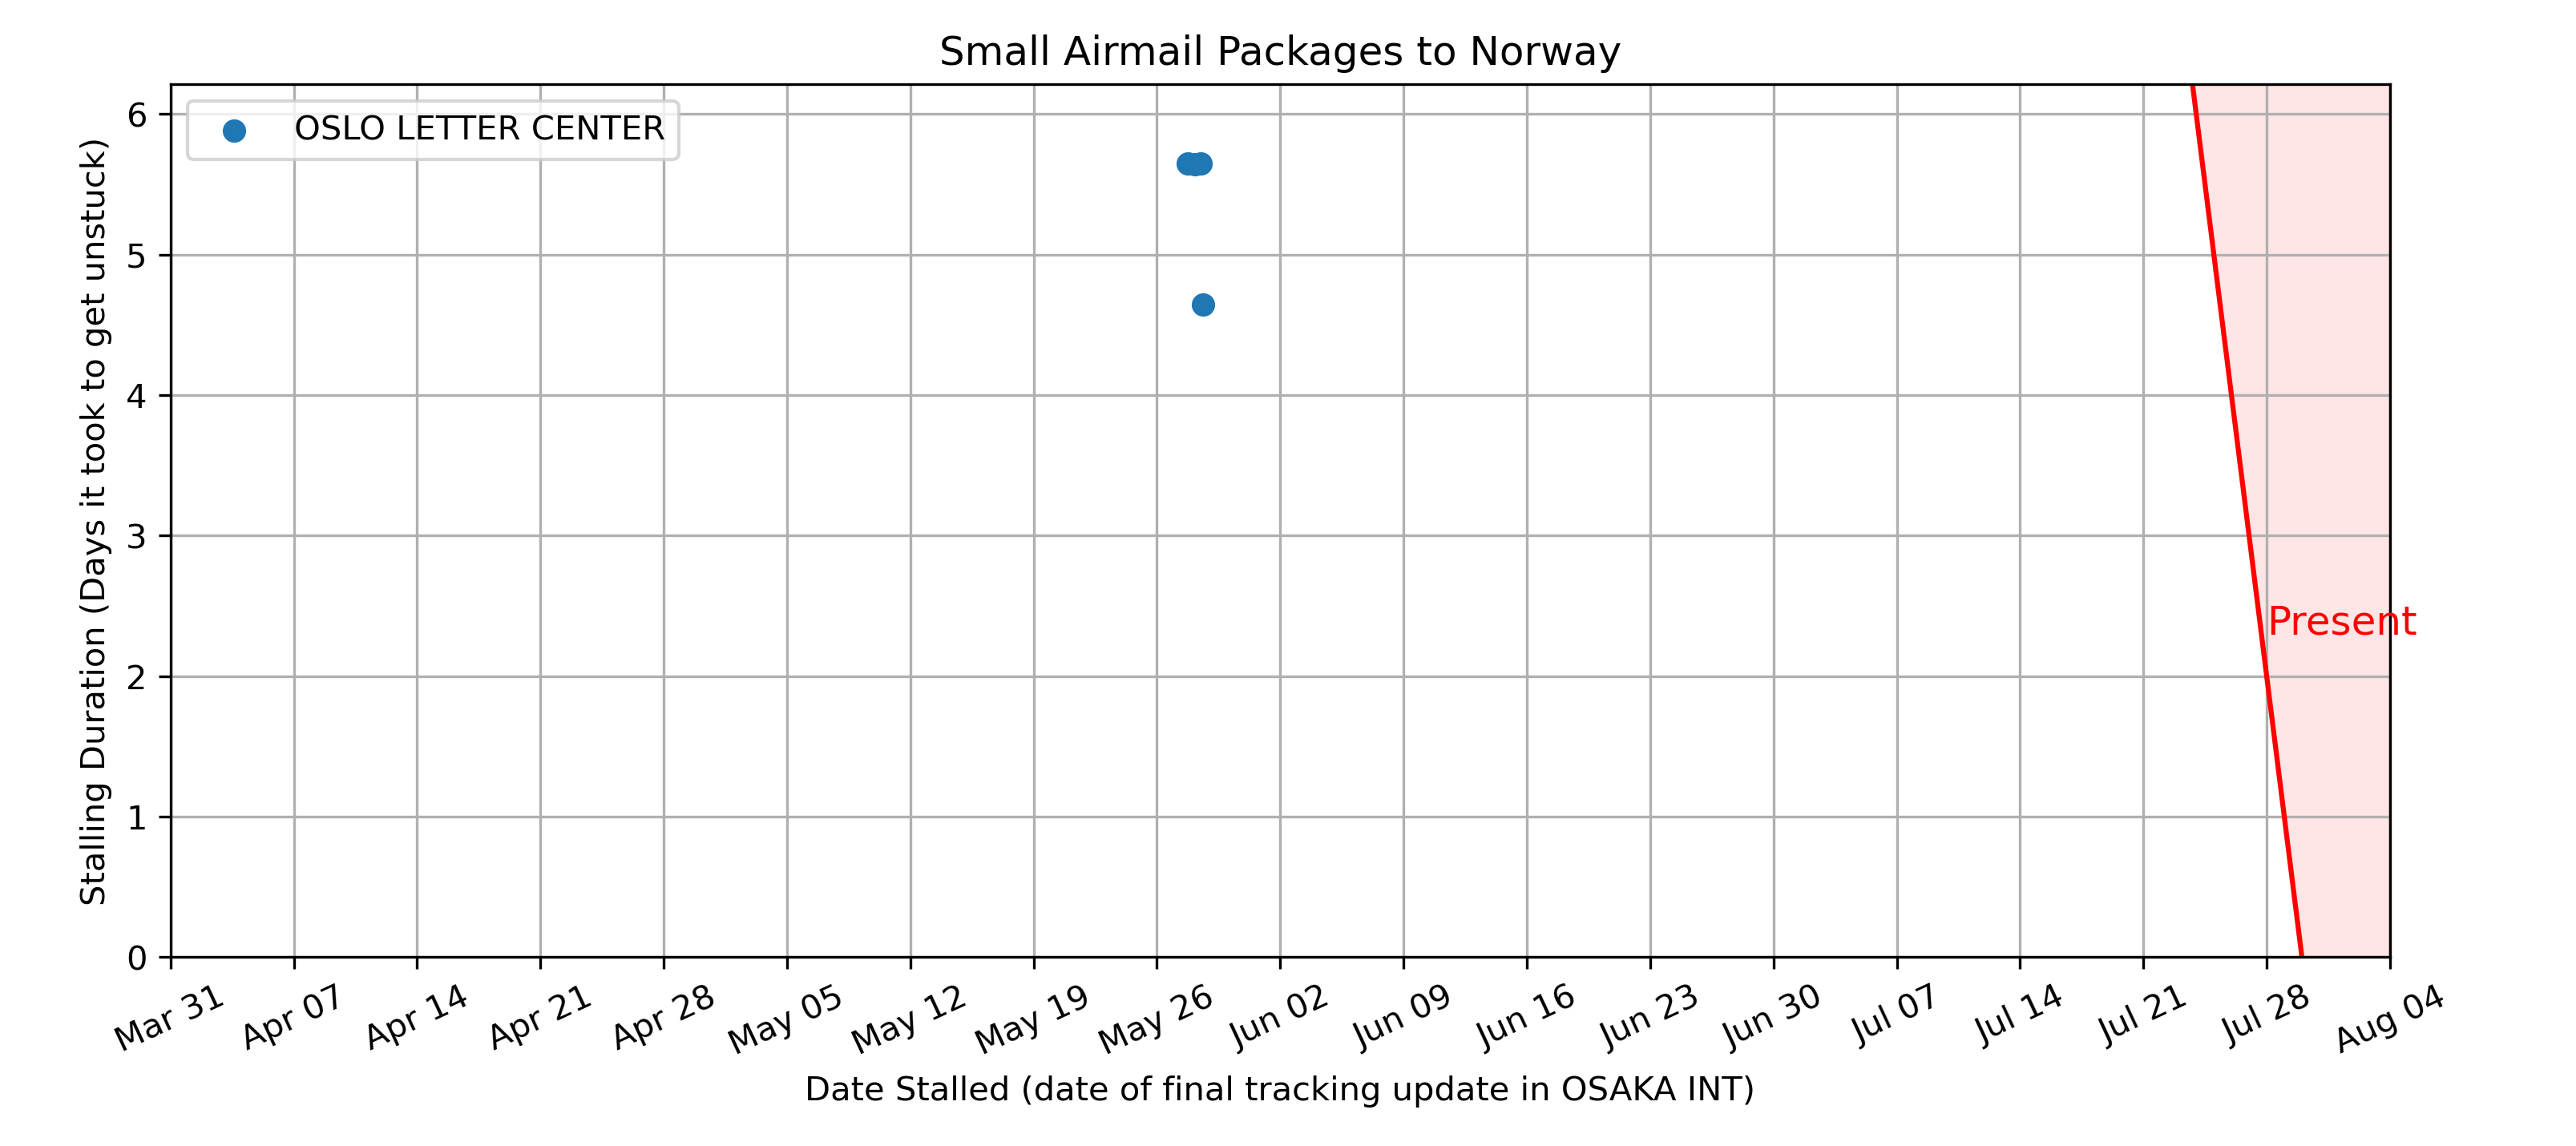 Small Airmail Packages to Norway
OSLO LETTER CENTER
Stalling Duration (Days it took to get unstuck)
6
5
4
3
2
1
0
Present
Mar 31
Apr 07
Apr 14
Apr 21
Apr 28
May 05
May 12
May 19
May 26
Jun 02
Jun 09
Jun 16
Jun 23
Jun 30
Jul 07
Jul 14
Jul 21
Jul 28
Aug 04
Date Stalled (date of final tracking update in OSAKA INT)